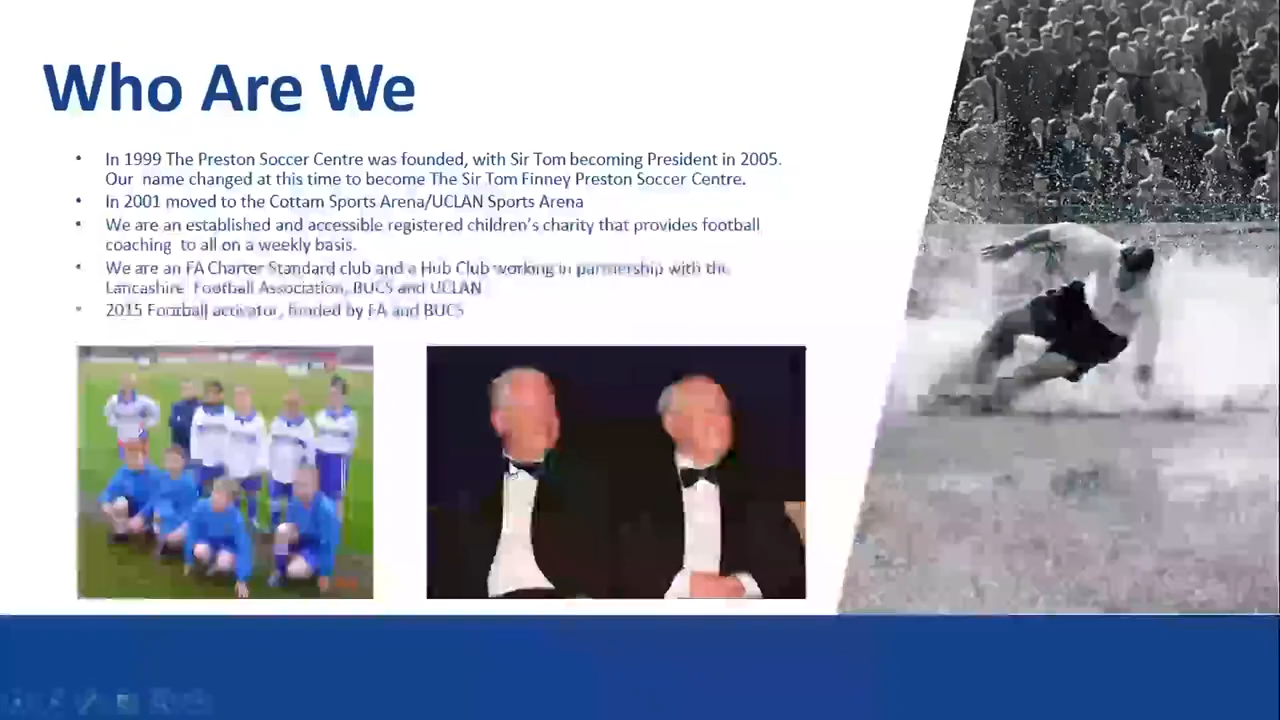 Who Are We
• In 1999 The Preston Soccer Centre was founded, with Sir Tom becoming President in 2005.
Our name changed at this time to become The Sir Tom Finney Preston Soccer Centre.
• In 2001 moved to the Cottam Sports Arena/UCLAN Sports Arena
• We are an established and accessible registered children's charity that provides football
coaching to all on a weekly basis.
• We are an FA Charter Standard club and a Hub Club working in partnership with the
Lancashire Football Association, BUCS and UCLAN
• 2015 Football activator, funded by FA and BUCS